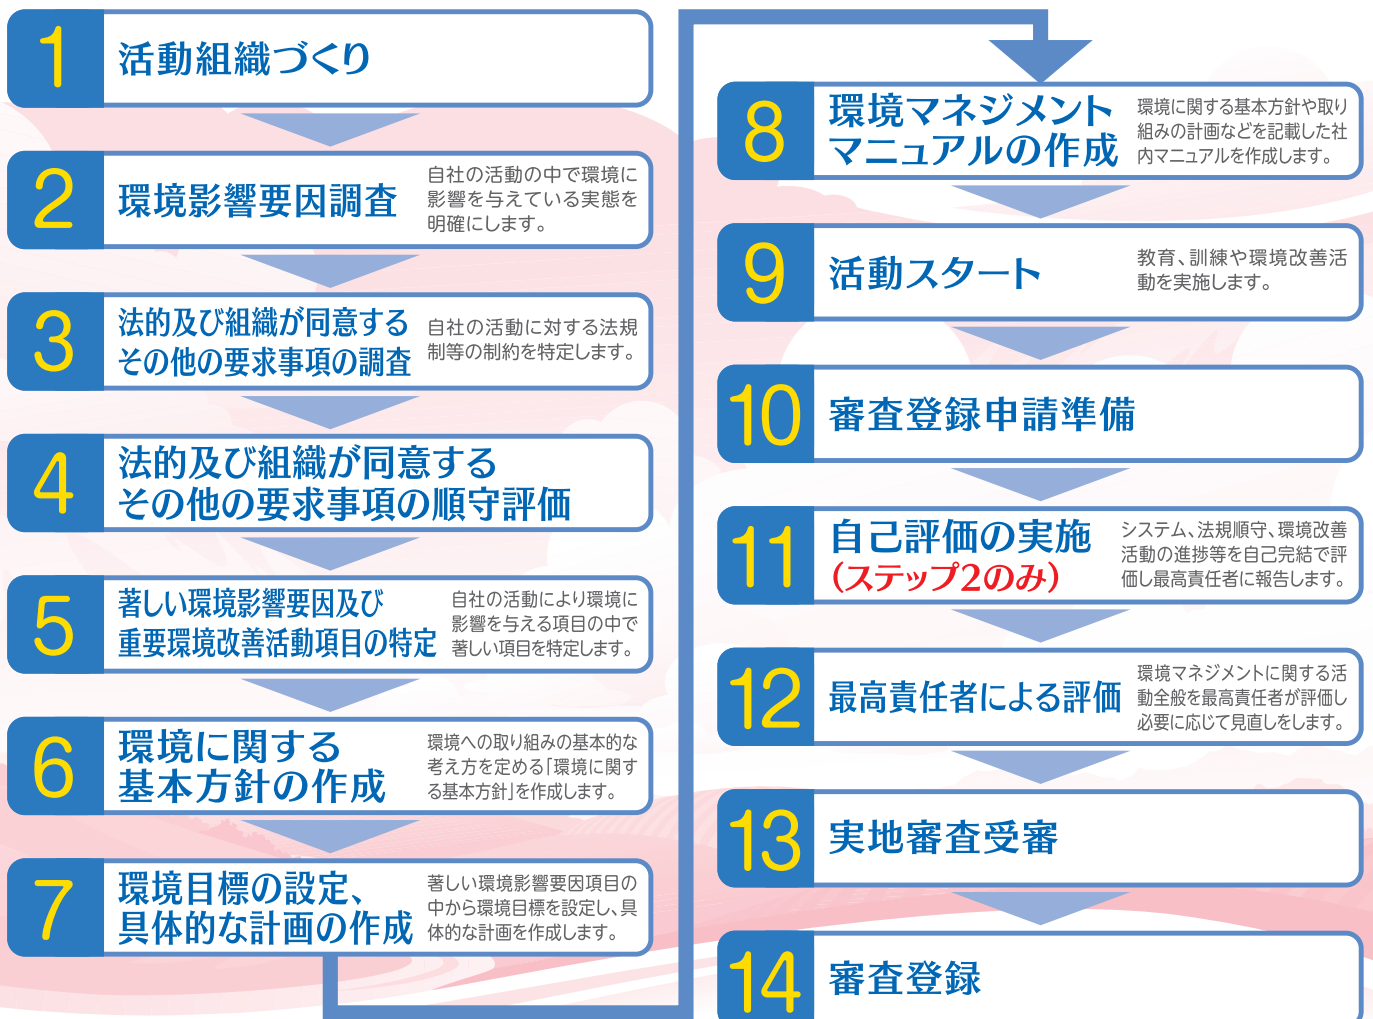 1
活動組織づくり
2
環境影響要因調査
自社の活動の中で環境に
影響を与えている実態を
明確にします。
3
法的及び組織が同意する
その他の要求事項の調査
自社の活動に対する法規
制等の制約を特定します。
4
法的及び組織が同意する
その他の要求事項の順守評価
5
著しい環境影響要因及び
重要環境改善活動項目の特定
自社の活動により環境に
影響を与える項目の中で
著しい項目を特定します。
6
環境に関する
基本方針の作成
環境への取り組みの基本的な
考え方を定める「環境に関す
る基本方針」を作成します。
7
環境目標の設定、
具体的な計画の作成
著しい環境影響要因項目の
中から環境目標を設定し、具
体的な計画を作成します。
8
環境マネジメント
マニュアルの作成
環境に関する基本方針や取り
組みの計画などを記載した社
内マニュアルを作成します。
9
活動スタート
教育、訓練や環境改善活
動を実施します。
10
審査登録申請準備
11
自己評価の実施
(ステップ2のみ)
システム、法規順守、環境改善
活動の進捗等を自己完結で評
価し最高責任者に報告します。
12
最高責任者による評価
環境マネジメントに関する活
動全般を最高責任者が評価し
必要に応じて見直しをします。
13
実地審査受審
14
審査登録